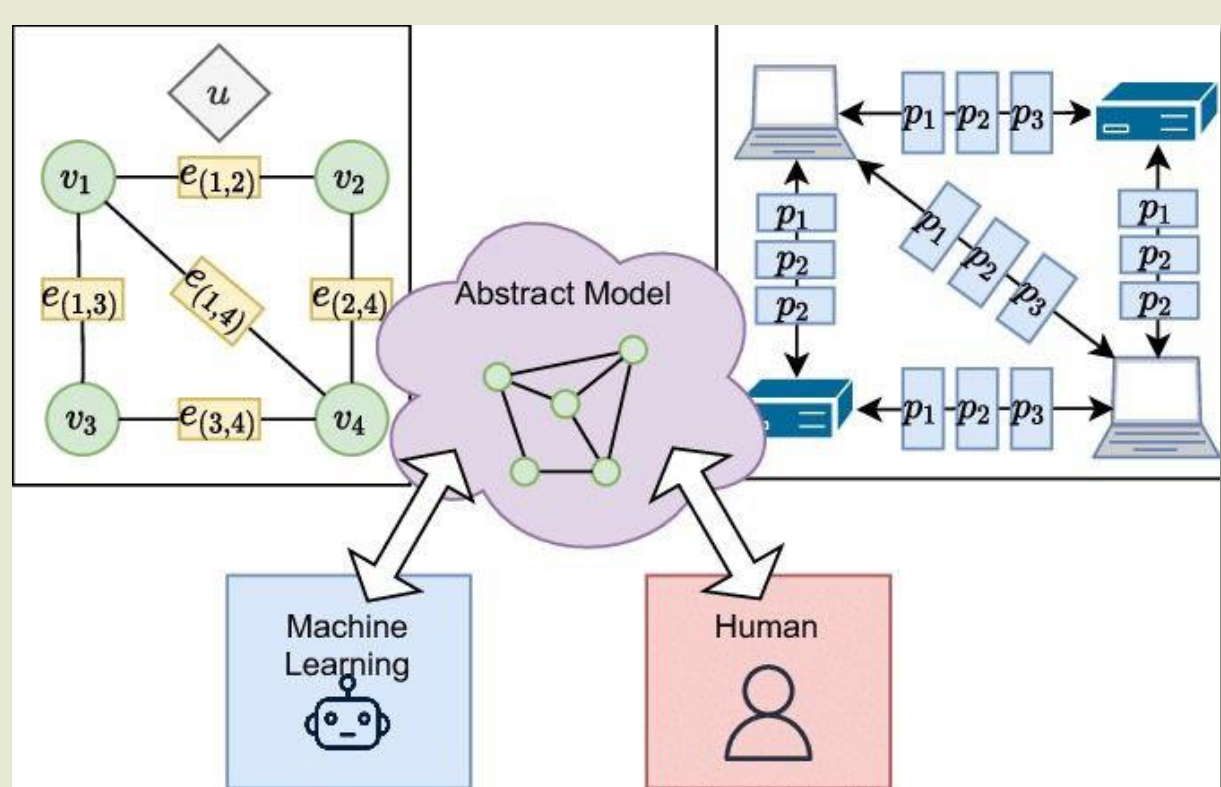 u
v1 e(1,2) v2
e(1,3) e(1,4) e(2,4)
v3 e(3,4) v4
p1 p2 p3
p1
p2
p2
p1 p2 p3
p1
p2
p2
p1 p2 p3
Abstract Model
Machine
Learning
Human